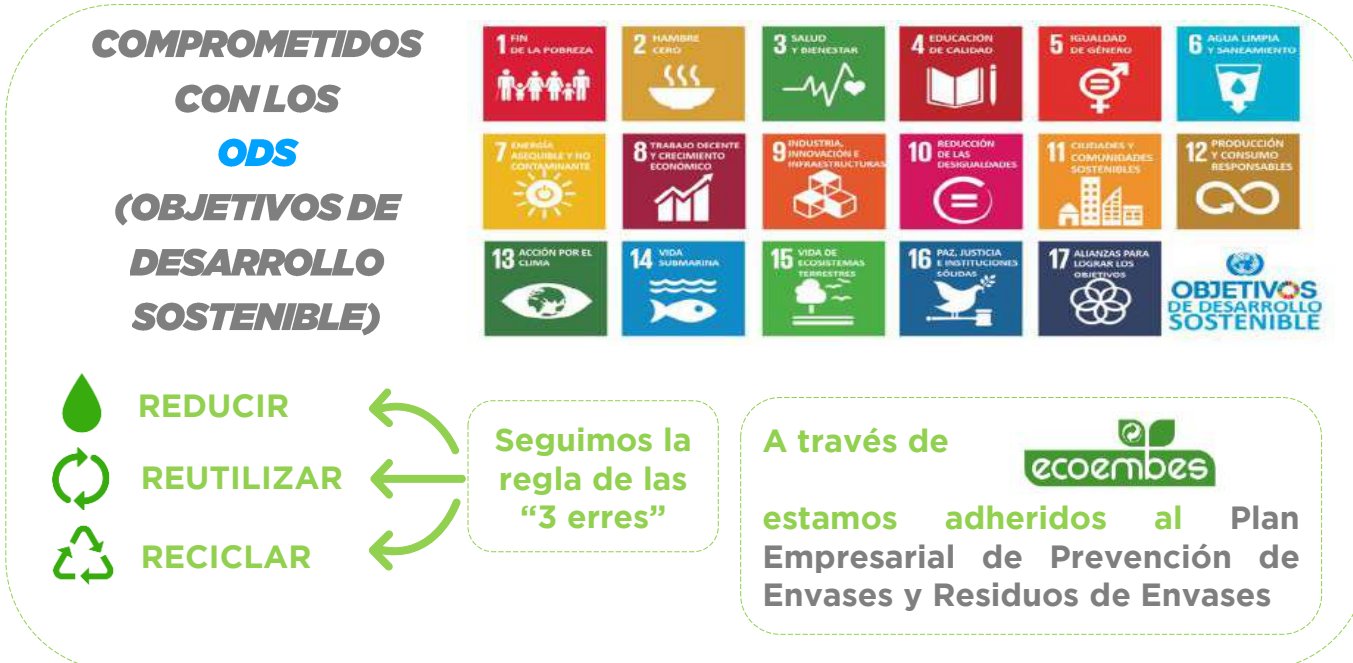 COMPROMETIDOS
CON LOS
ODS
(OBJETIVOS DE
DESARROLLO
SOSTENIBLE)
1 FIN
DE LA POBREZA
2 HAMBRE
CERO
3 SALUD
Y BIENESTAR
4 EDUCACIÓN
DE CALIDAD
5 IGUALDAD
DE GÉNERO
6 AGUA LIMPIA
Y SANEAMIENTO
7 ENERGÍA
ASEQUIBLE Y NO
CONTAMINANTE
8 TRABAJO DECENTE
Y CRECIMIENTO
ECONÓMICO
9 INDUSTRIA,
INNOVACIÓN E
INFRAESTRUCTURAS
10 REDUCCIÓN
DE LAS
DESIGUALDADES
11 CIUDADES Y
COMUNIDADES
SOSTENIBLES
12 PRODUCCIÓN
Y CONSUMO
RESPONSABLES
13 ACCIÓN POR EL
CLIMA
14 VIDA
SUBMARINA
15 VIDA DE
ECOSISTEMAS
TERRESTRES
16 PAZ, JUSTICIA
E INSTITUCIONES
SÓLIDAS
17 ALIANZAS PARA
LOGRAR LOS
OBJETIVOS
OBJETIVOS
DE DESARROLLO
SOSTENIBLE
REDUCIR
REUTILIZAR
RECICLAR
Seguimos la
regla de las
“3 erres”
A través de
ecoembes
estamos adheridos al Plan
Empresarial de Prevención de
Envases y Residuos de Envases